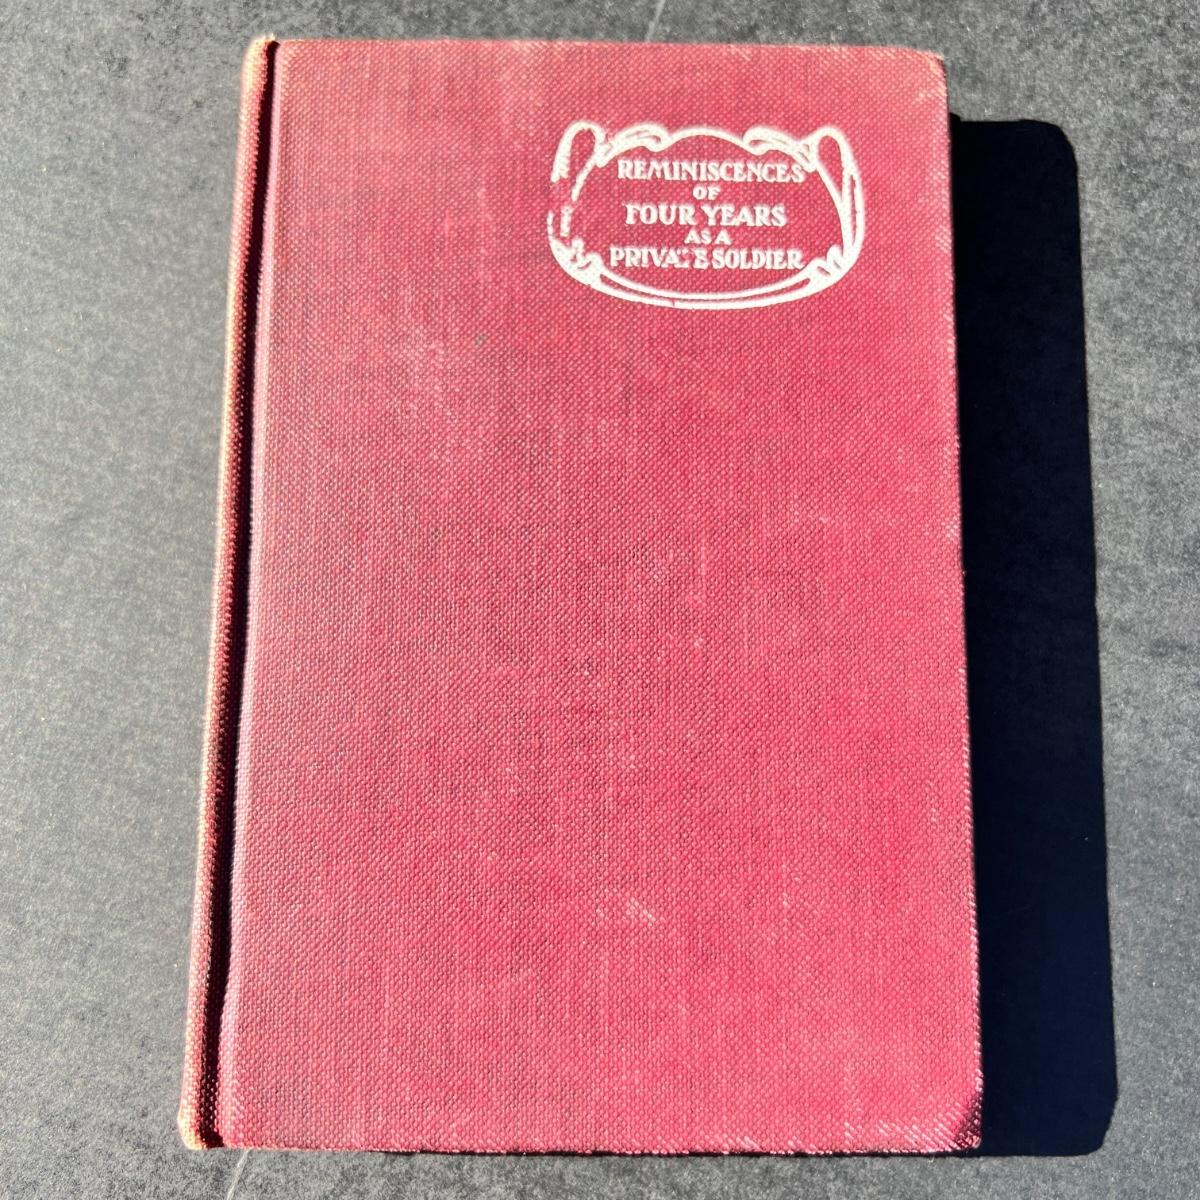 REMINISCENCES
OF
FOUR YEARS
AS A
PRIVATE SOLDIER